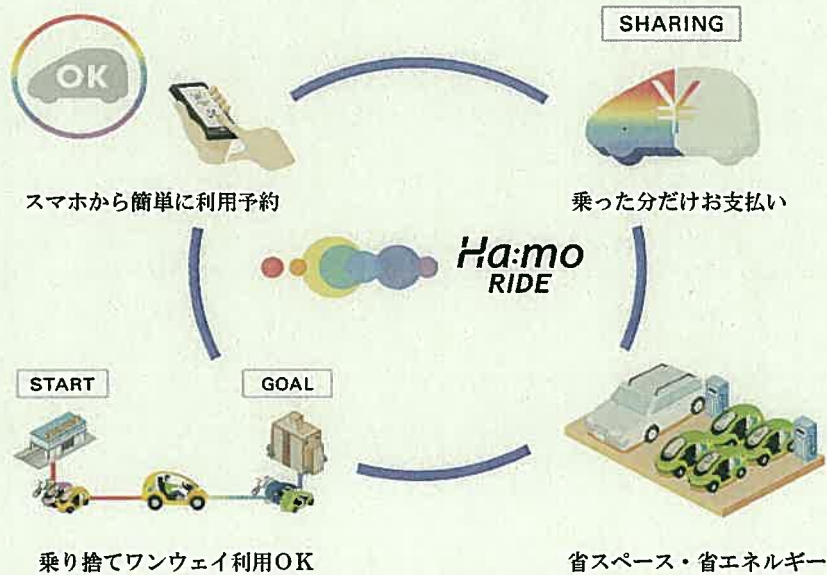 OK
SHARING
スマホから簡単に利用予約
乗った分だけお支払い
Ha:mo
RIDE
START
GOAL
乗り捨てワンウェイ利用OK
省スペース・省エネルギー